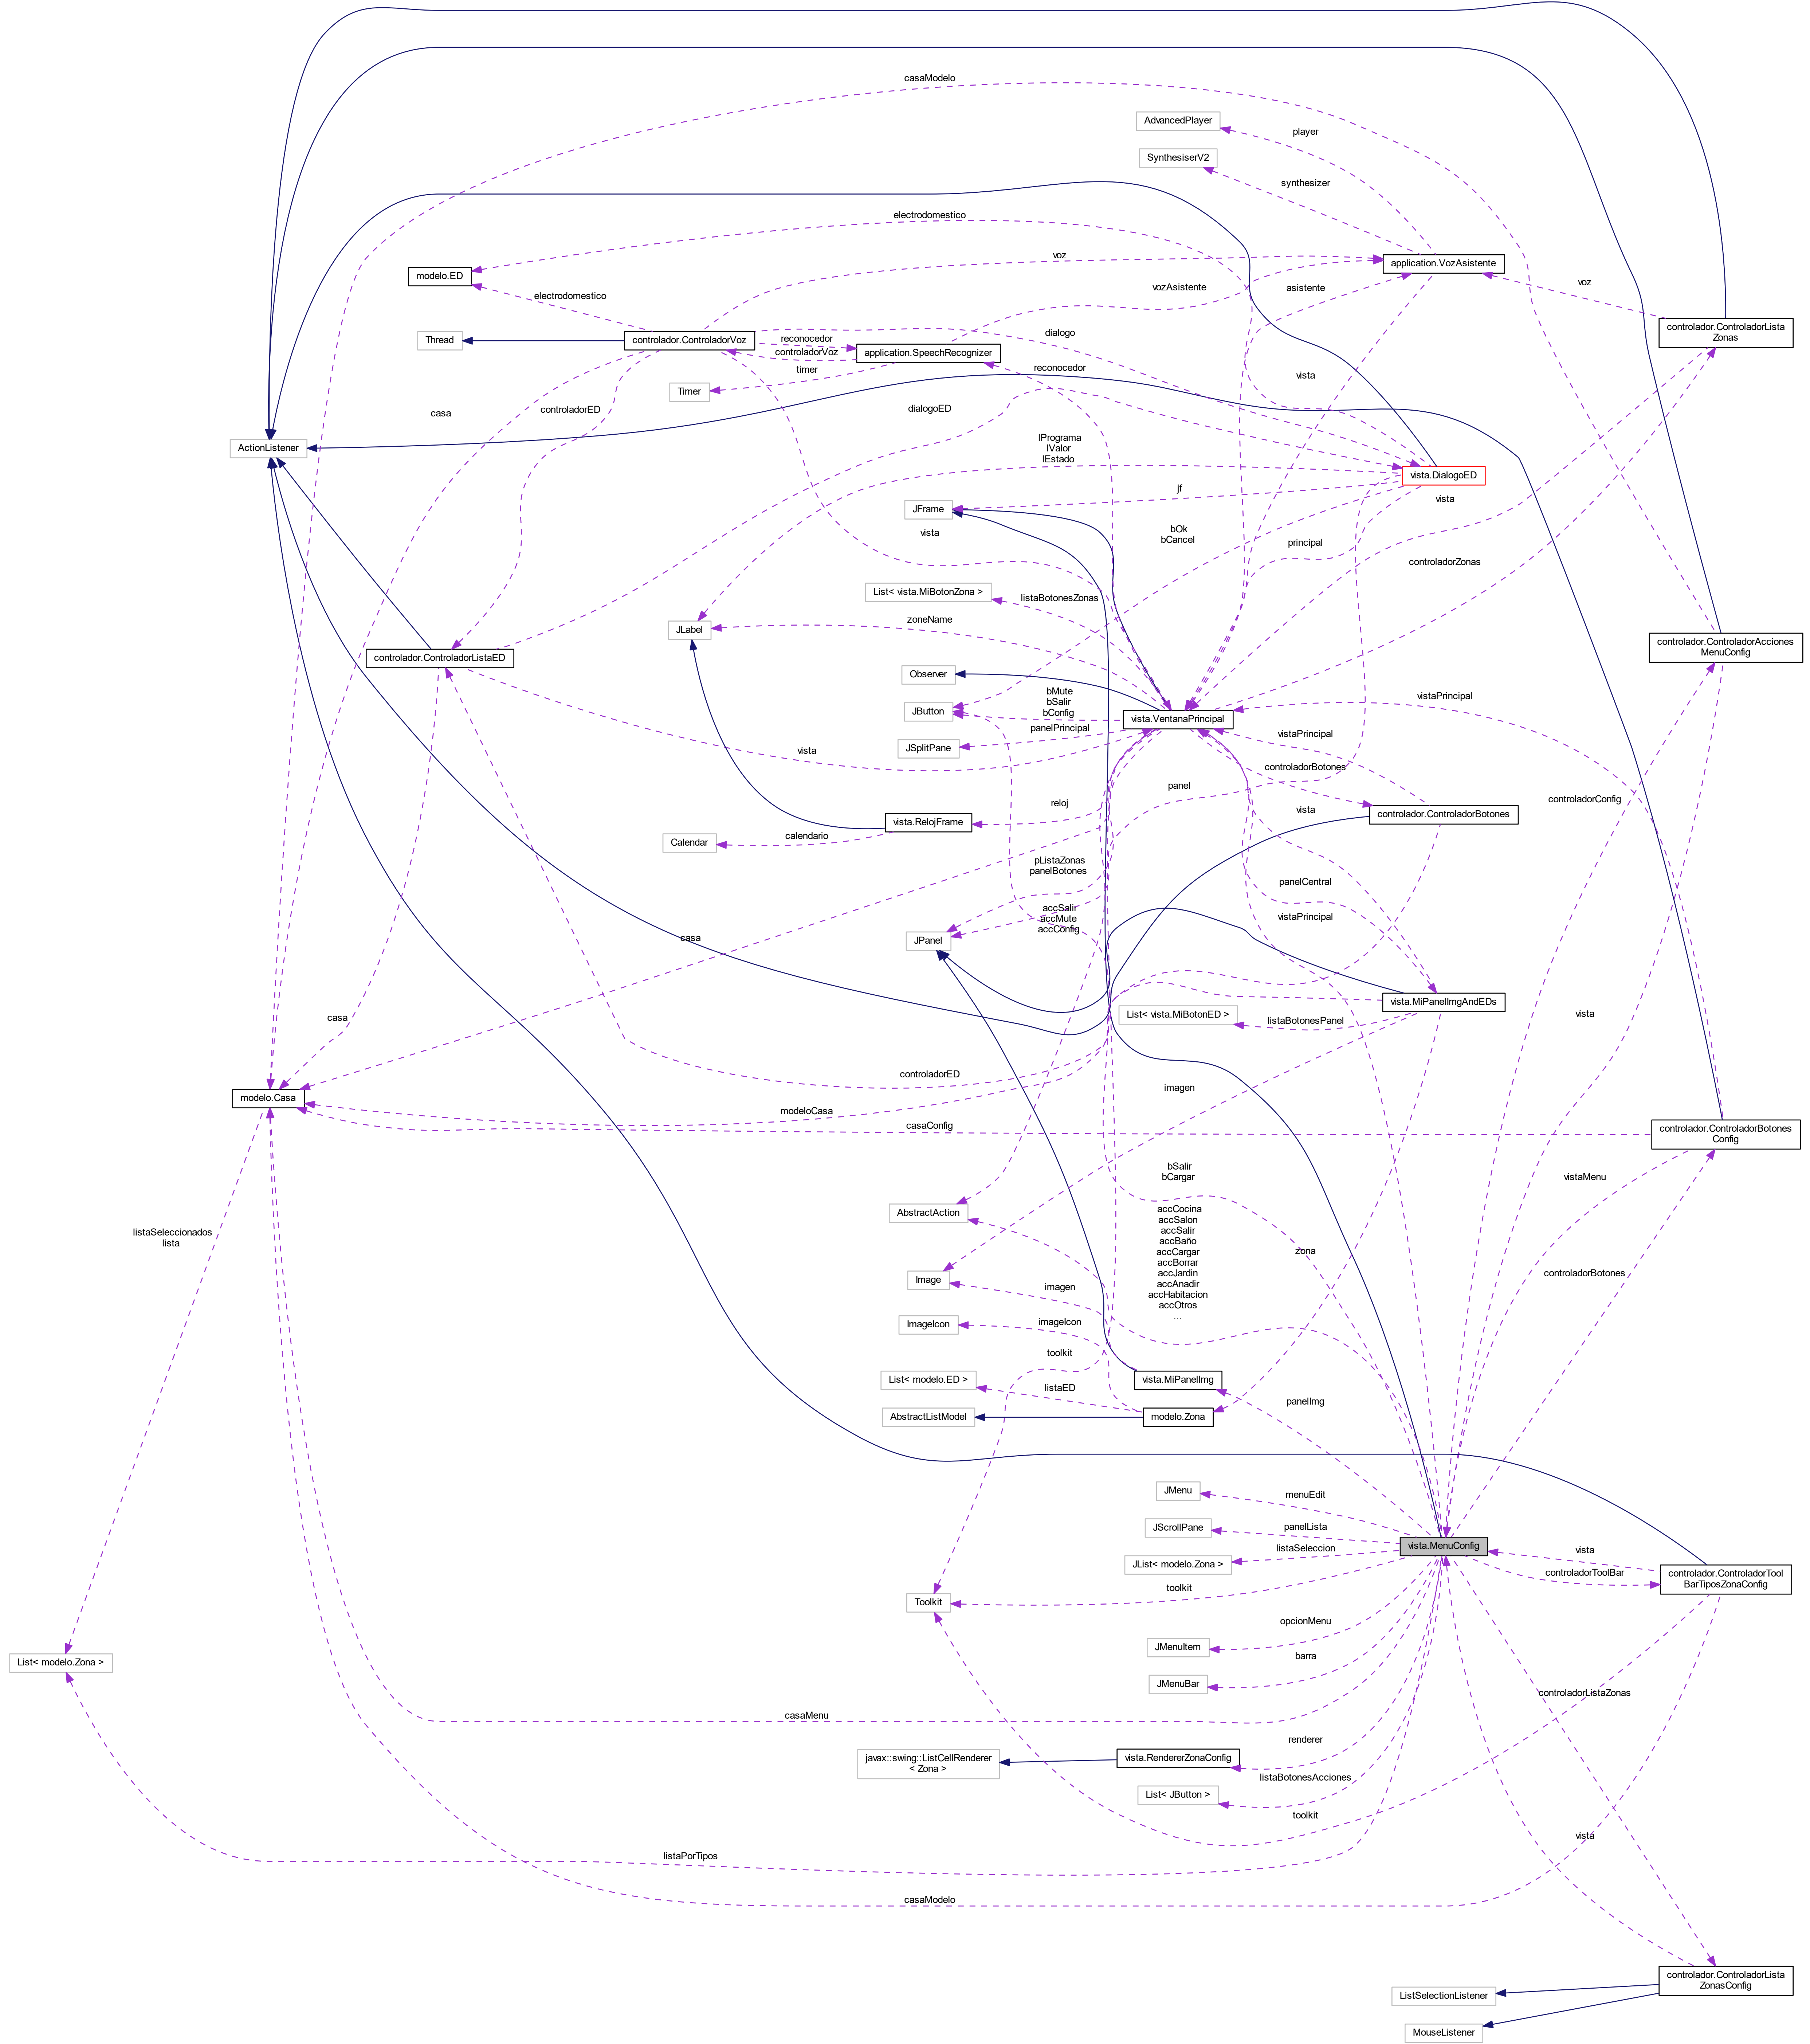 casaModelo
AdvancedPlayer
player
SynthesiserV2
synthesizer
electrodomestico
voz
application.VozAsistente
modelo.ED
vozAsistente
asistente
voz
electrodomestico
Thread
controlador.ControladorVoz
reconocedor
controladorVoz
application.SpeechRecognizer
dialogo
controlador.ControladorLista
Zonas
timer
Timer
reconocedor
vista
casa
controladorED
dialogoED
ActionListener
lPrograma
lValor
lEstado
vista.DialogoED
jf
vista
JFrame
vista
bOk
bCancel
principal
controladorZonas
List< vista.MiBotonZona >
listaBotonesZonas
JLabel
zoneName
controlador.ControladorAcciones
MenuConfig
controlador.ControladorListaED
Observer
JButton
bMute
bSalir
bConfig
vista.VentanaPrincipal
vistaPrincipal
panelPrincipal
JSplitPane
vista
vistaPrincipal
controladorBotones
panel
controladorConfig
reloj
vista
controlador.ControladorBotones
vista.RelojFrame
calendario
Calendar
pListaZonas
panelBotones
panelCentral
accSalir
accMute
accConfig
vistaPrincipal
casa
JPanel
vista.MiPanelImgAndEDs
List< vista.MiBotonED >
listaBotonesPanel
vista
casa
controladorED
imagen
modelo.Casa
modeloCasa
casaConfig
controlador.ControladorBotones
Config
bSalir
bCargar
vistaMenu
AbstractAction
accCocina
accSalon
accSalir
accBaño
accCargar
accBorrar
accJardin
accAnadir
accHabitacion
accOtros
...
listaSeleccionados
lista
zona
Image
imagen
controladorBotones
ImageIcon
imageIcon
toolkit
List< modelo.ED >
listaED
vista.MiPanelImg
panelImg
AbstractListModel
modelo.Zona
JMenu
menuEdit
JScrollPane
panelLista
vista.MenuConfig
JList< modelo.Zona >
listaSeleccion
vista
controladorToolBar
controlador.ControladorTool
BarTiposZonaConfig
toolkit
Toolkit
opcionMenu
JMenuItem
barra
JMenuBar
List< modelo.Zona >
controladorListaZonas
casaMenu
renderer
javax::swing::ListCellRenderer
< Zona >
vista.RendererZonaConfig
listaBotonesAcciones
List< JButton >
toolkit
vista
listaPorTipos
casaModelo
controlador.ControladorLista
ZonasConfig
ListSelectionListener
MouseListener